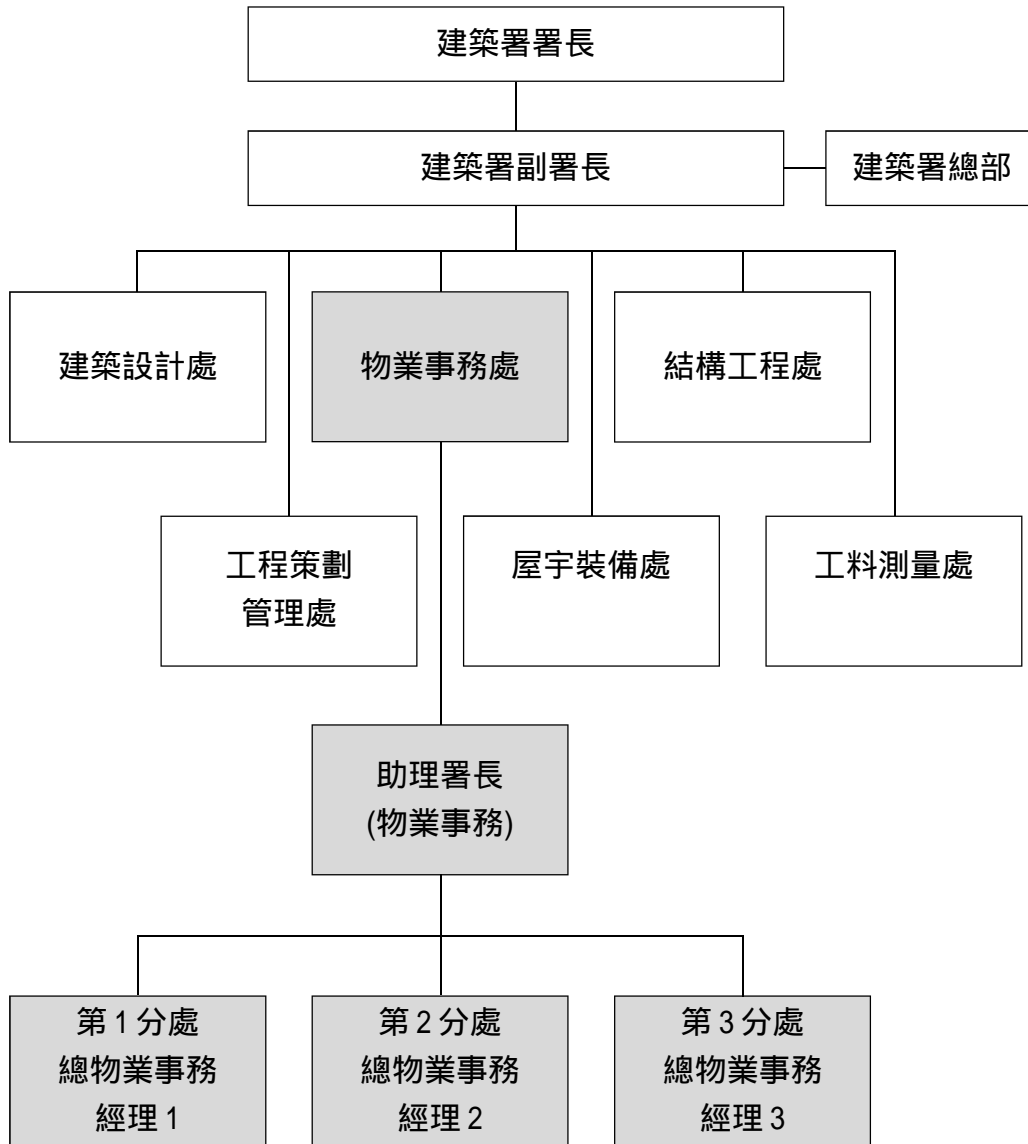 建築署署長
建築署副署長
建築署總部
建築設計處
物業事務處
結構工程處
工程策劃
管理處
屋宇裝備處
工料測量處
助理署長
(物業事務)
第 1 分處
總物業事務
經理 1
第 2 分處
總物業事務
經理 2
第 3 分處
總物業事務
經理 3